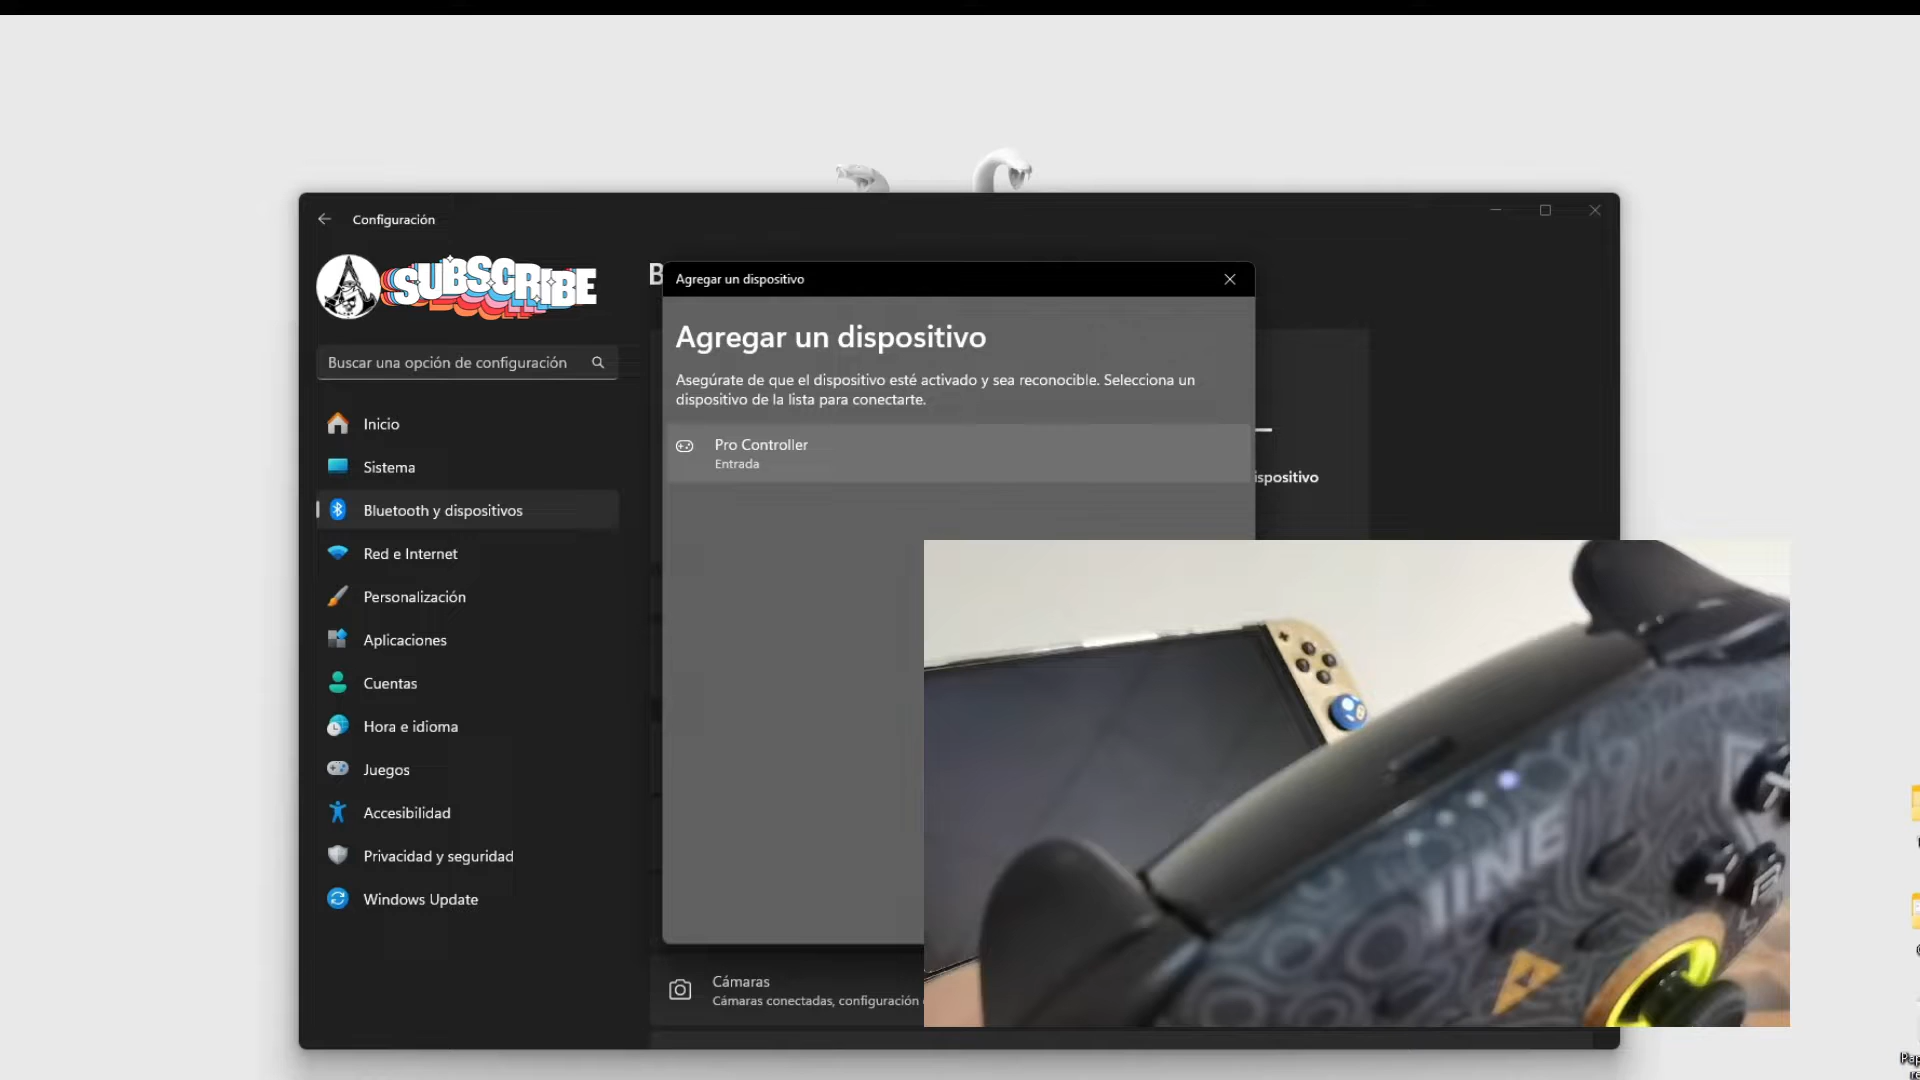 Configuración
SUBSCRIBE
B
Agregar un dispositivo
Agregar un dispositivo
Asegúrate de que el dispositivo esté activado y sea reconocible. Selecciona un
dispositivo de la lista para conectarte.
Pro Controller
Entrada
ispositivo
Buscar una opción de configuración
Inicio
Sistema
Bluetooth y dispositivos
Red e Internet
Personalización
Aplicaciones
Cuentas
Hora e idioma
Juegos
Accesibilidad
Privacidad y seguridad
Windows Update
Cámaras
Cámaras conectadas, configuración
IINE
X
Y
B
Pap